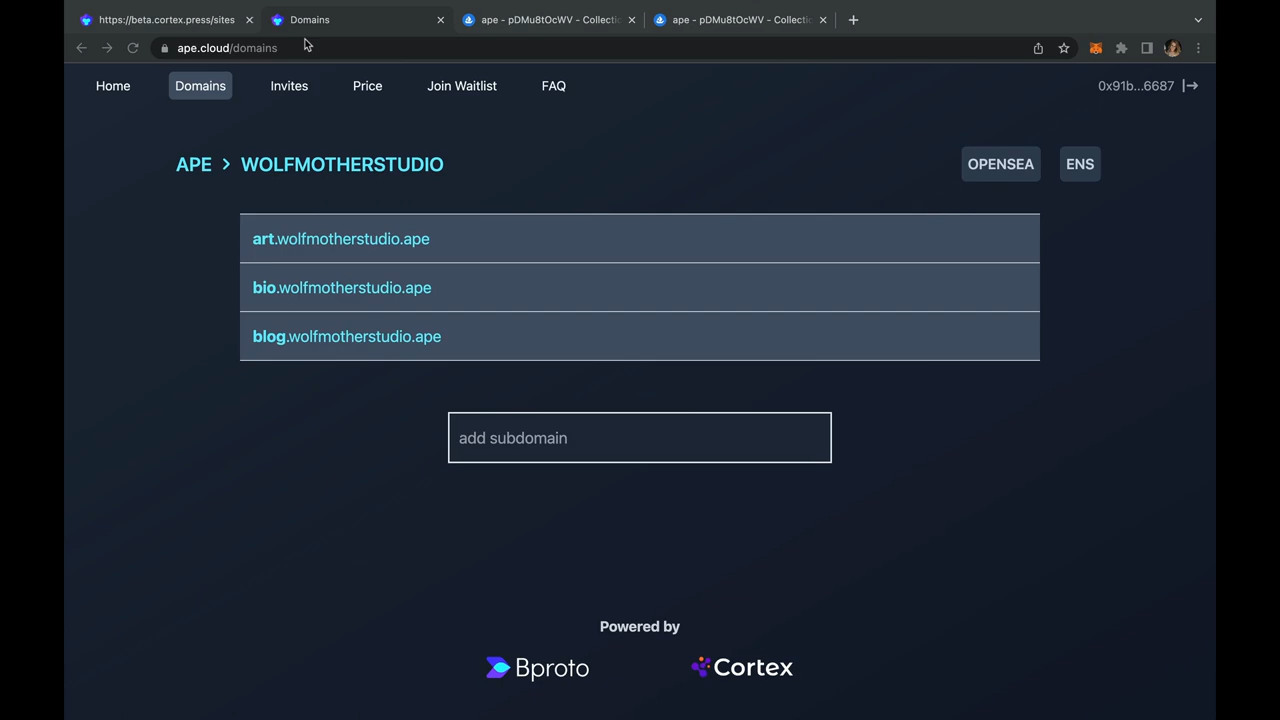 https://beta.cortex.press/sites
Domains
ape - pDMu8tOcWV - Collectio
ape - pDMu8tOcWV - Collectio
ape.cloud/domains
Home
Domains
Invites
Price
Join Waitlist
FAQ
0x91b...6687
APE > WOLFMOTHERSTUDIO
OPENSEA
ENS
art.wolfmotherstudio.ape
bio.wolfmotherstudio.ape
blog.wolfmotherstudio.ape
add subdomain
Powered by
Bproto
Cortex